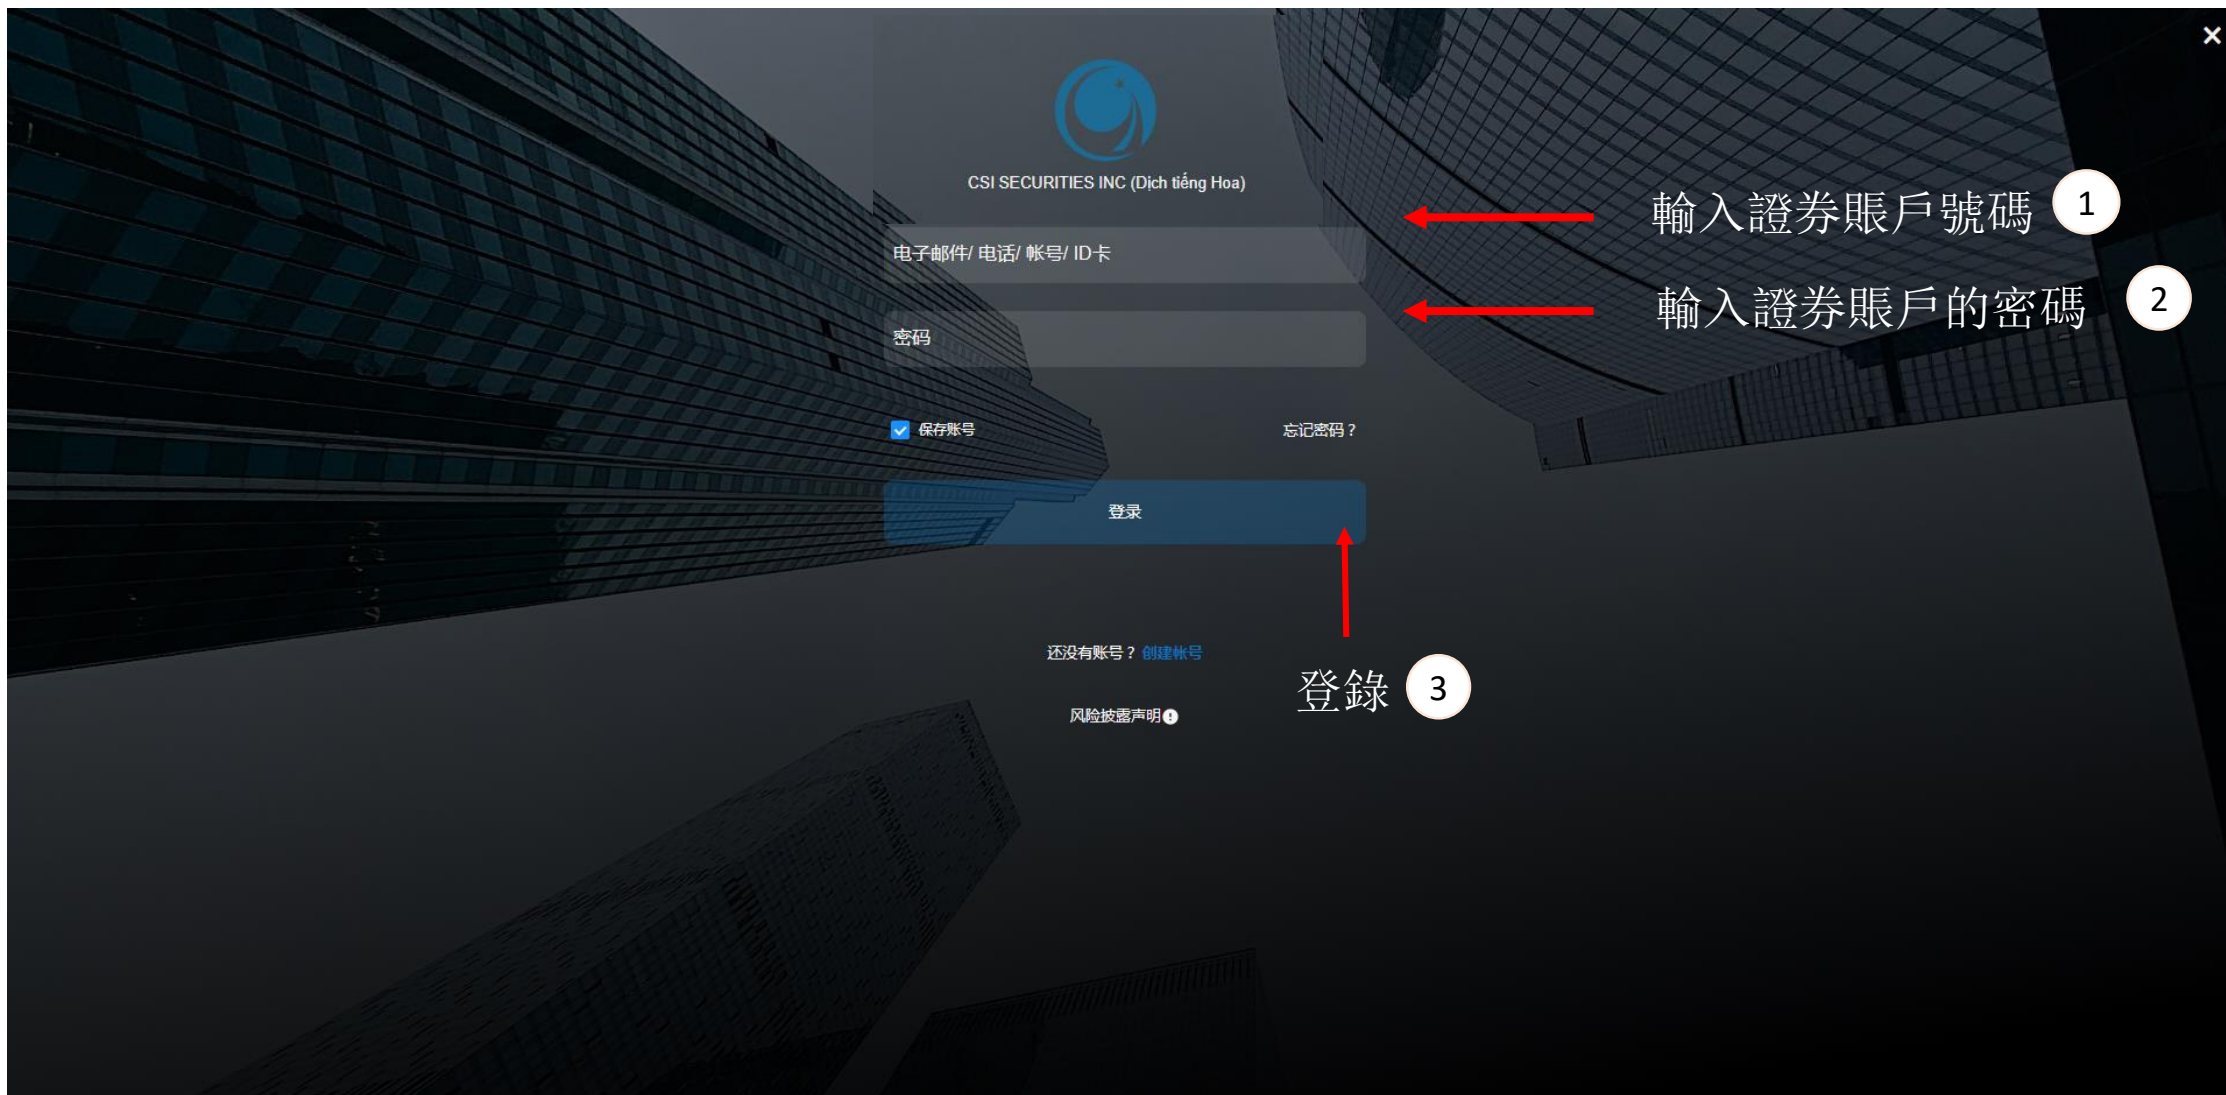 ×
CSI SECURITIES INC (Dịch tiếng Hoa)
輸入證券賬戶號碼 1
电子邮件/ 电话/ 帐号/ ID卡
輸入證券賬戶的密碼 2
密码
保存账号 忘记密码？
登录
还没有账号？创建帐号
登錄 3
风险披露声明